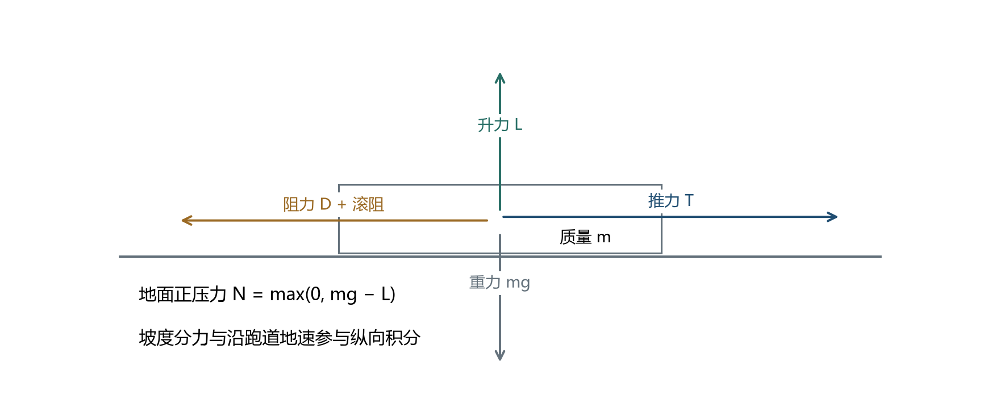 升力 L
阻力 D + 滚阻
推力 T
质量 m
重力 mg
地面正压力 N = max(0, mg − L)
坡度分力与沿跑道地速参与纵向积分